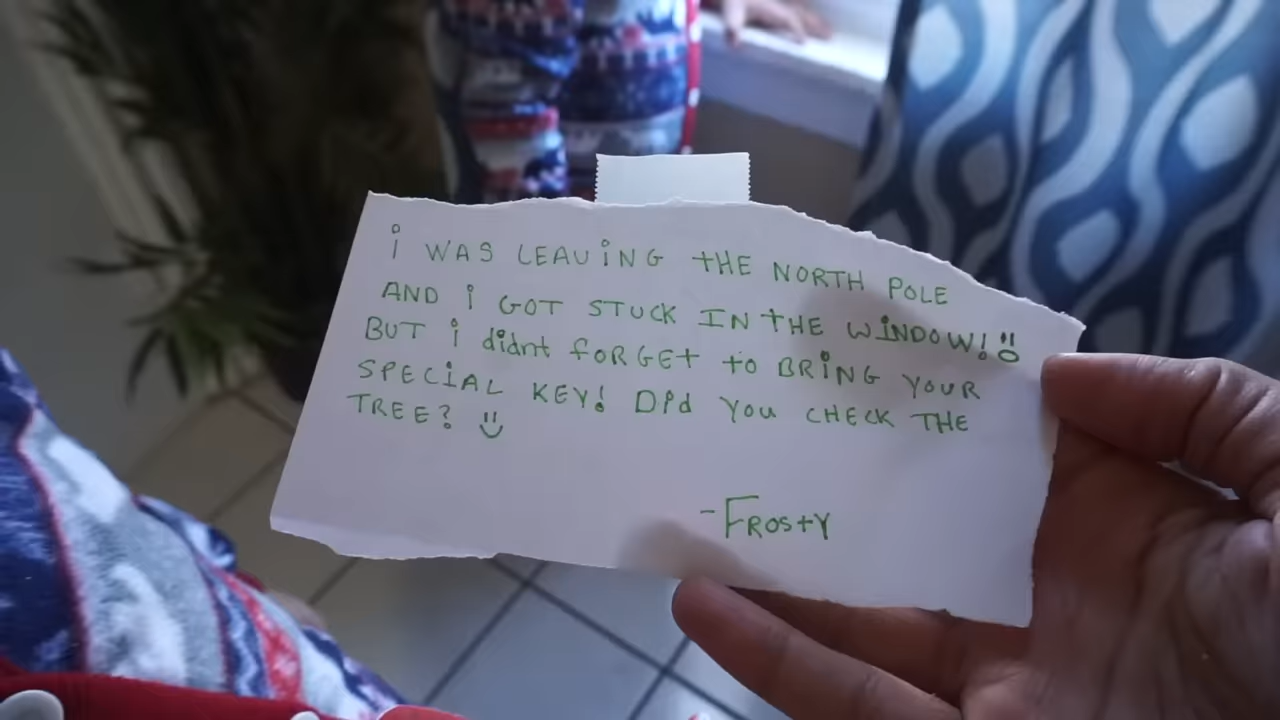 i WAS LEAViNG tHE NORTH POLE
AND i GOT STUCK IN tHE WiNDOW!
BUT i didnt fORGEt to BRiNG YOUR
SPECiAL KEY! Did YOU CHECK THE
TREE? :)
-FROStY